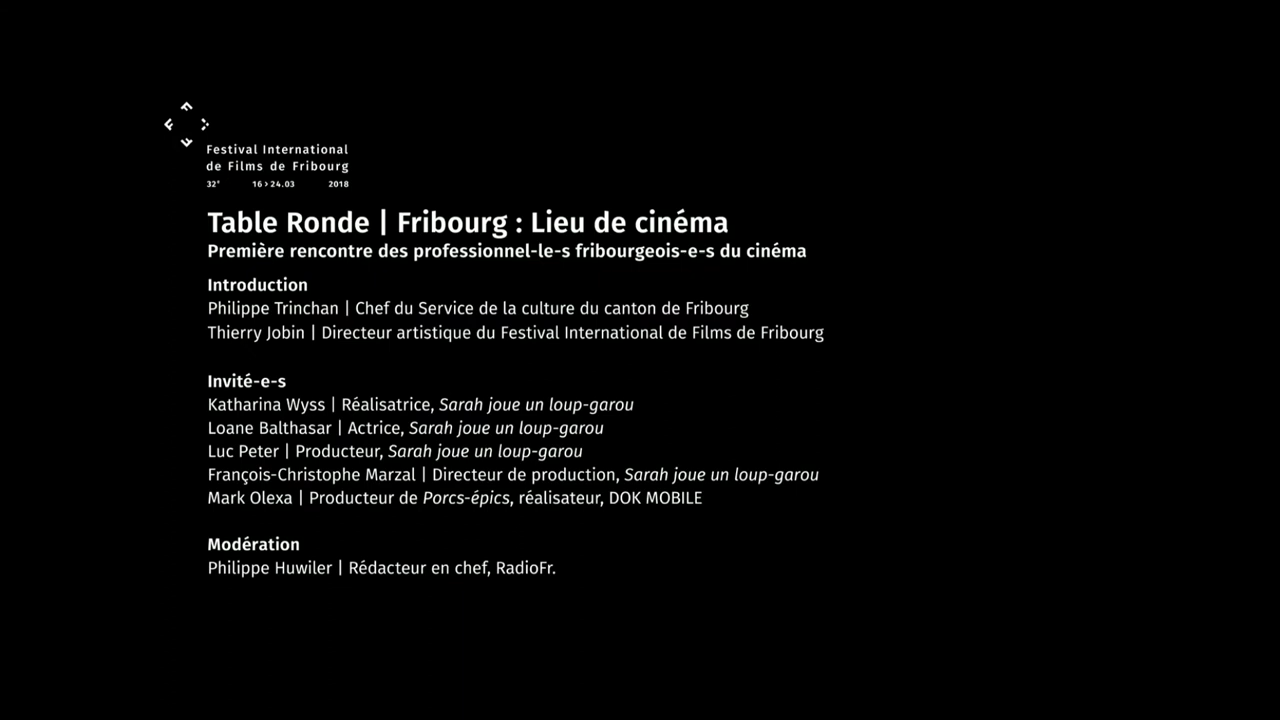 Festival International
de Films de Fribourg
32e 16 > 24.03 2018
Table Ronde | Fribourg : Lieu de cinéma
Première rencontre des professionnel-le-s fribourgeois-e-s du cinéma
Introduction
Philippe Trinchan | Chef du Service de la culture du canton de Fribourg
Thierry Jobin | Directeur artistique du Festival International de Films de Fribourg
Invité-e-s
Katharina Wyss | Réalisatrice, Sarah joue un loup-garou
Loane Balthasar | Actrice, Sarah joue un loup-garou
Luc Peter | Producteur, Sarah joue un loup-garou
François-Christophe Marzal | Directeur de production, Sarah joue un loup-garou
Mark Olexa | Producteur de Porcs-épics, réalisateur, DOK MOBILE
Modération
Philippe Huwiler | Rédacteur en chef, RadioFr.